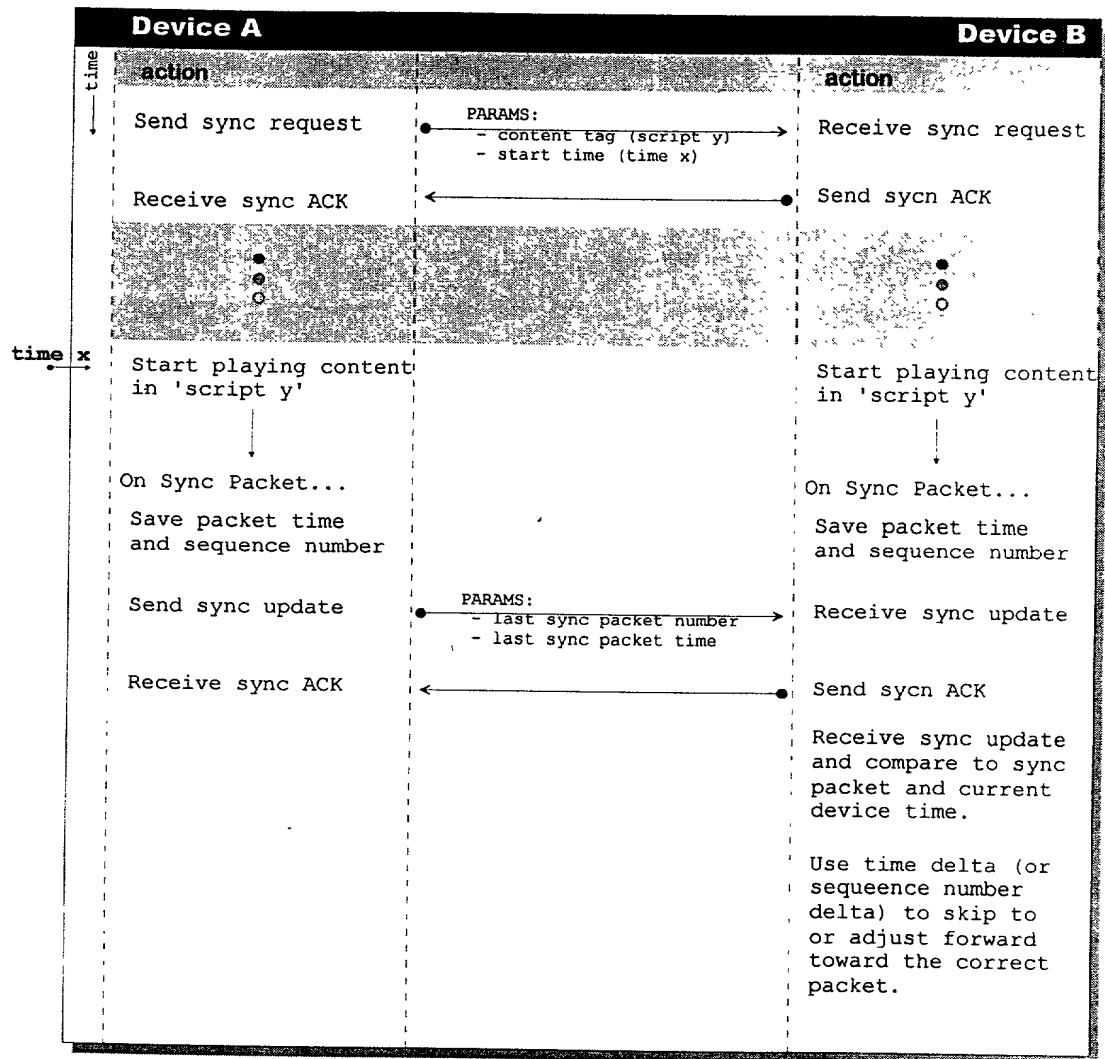 Device A
Device B
time
action
action
Send sync request
PARAMS:
- content tag (script y)
- start time (time x)
Receive sync request
Receive sync ACK
Send sycn ACK
time x
Start playing content
in 'script y'
Start playing content
in 'script y'
On Sync Packet...
On Sync Packet...
Save packet time
and sequence number
Save packet time
and sequence number
Send sync update
PARAMS:
- last sync packet number
- last sync packet time
Receive sync update
Receive sync ACK
Send sycn ACK
Receive sync update
and compare to sync
packet and current
device time.
Use time delta (or
sequeence number
delta) to skip to
or adjust forward
toward the correct
packet.